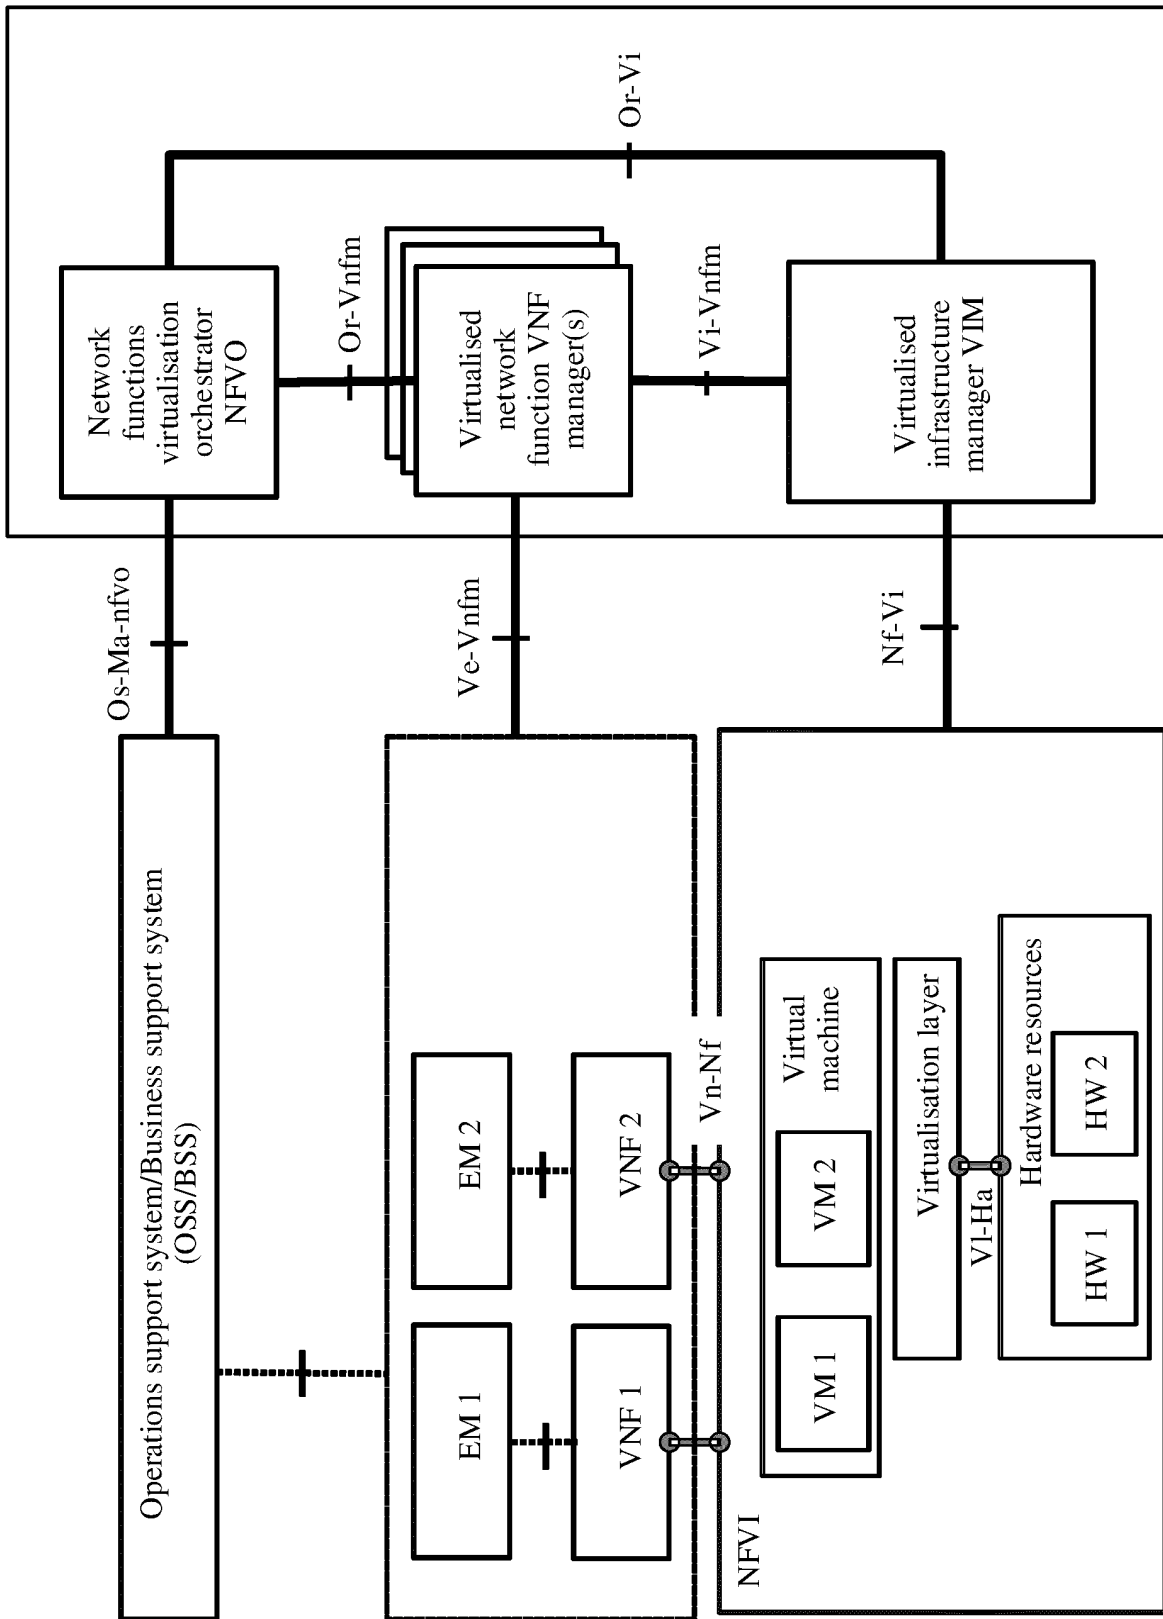 Operations support system/Business support system
(OSS/BSS)
Os-Ma-nfvo
Network
functions
virtualisation
orchestrator
NFVO
Or-Vnfm
Or-Vi
EM 1
EM 2
VNF 1
VNF 2
Ve-Vnfm
Virtualised
network
function VNF
manager(s)
Vi-Vnfm
Vn-Nf
NFVI
VM 1
VM 2
Virtual
machine
Virtualisation layer
Vl-Ha
Hardware resources
HW 1
HW 2
Nf-Vi
Virtualised
infrastructure
manager VIM